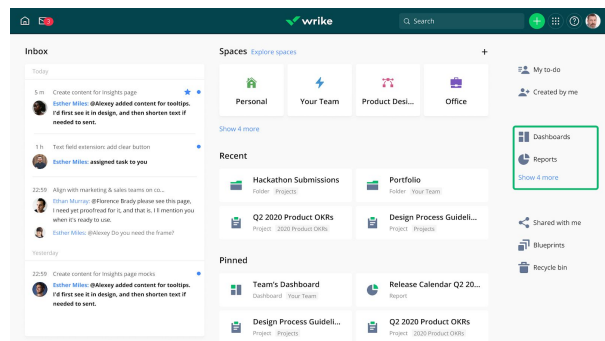 3
wrike
Search
Inbox
Today
5 m Create content for Insights page
Esther Miles: @Alexey added content for tooltips.
I'd first see it in design, and then shorten text if
needed to sent.
1 h Text field extension: add clear button
Esther Miles: assigned task to you
22:59 Align with marketing & sales teams on co...
Ethan Murray: @Florence Brady please see this page,
I need yet proofread for it, and that is. I ll mention you
when it's ready to use.
Esther Miles: @Alexey Do you need the frame?
Yesterday
22:59 Create content for Insights page mocks
Esther Miles: @Alexey added content for tooltips.
I'd first see it in design, and then shorten text if
needed to sent.
Spaces Explore spaces
Personal
Your Team
Product Desi...
Office
Show 4 more
Recent
Hackathon Submissions
Folder Projects
Portfolio
Folder Your Team
Q2 2020 Product OKRs
Project 2020 Product OKRs
Design Process Guideli...
Project Projects
Pinned
Team's Dashboard
Dashboard Your Team
Release Calendar Q2 20...
Report
Design Process Guideli...
Project Projects
Q2 2020 Product OKRs
Project 2020 Product OKRs
My to-do
Created by me
Dashboards
Reports
Show 4 more
Shared with me
Blueprints
Recycle bin